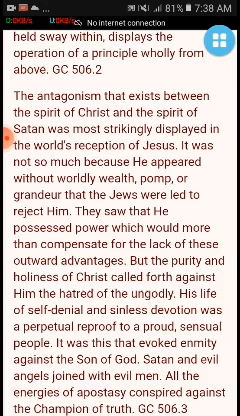 81% 7:38 AM
0KB/s U:0KB/s No internet connection
held sway within, displays the
operation of a principle wholly from
above. GC 506.2
The antagonism that exists between
the spirit of Christ and the spirit of
Satan was most strikingly displayed in
the world's reception of Jesus. It was
not so much because He appeared
without worldly wealth, pomp, or
grandeur that the Jews were led to
reject Him. They saw that He
possessed power which would more
than compensate for the lack of these
outward advantages. But the purity and
holiness of Christ called forth against
Him the hatred of the ungodly. His life
of self-denial and sinless devotion was
a perpetual reproof to a proud, sensual
people. It was this that evoked enmity
against the Son of God. Satan and evil
angels joined with evil men. All the
energies of apostasy conspired against
the Champion of truth. GC 506.3